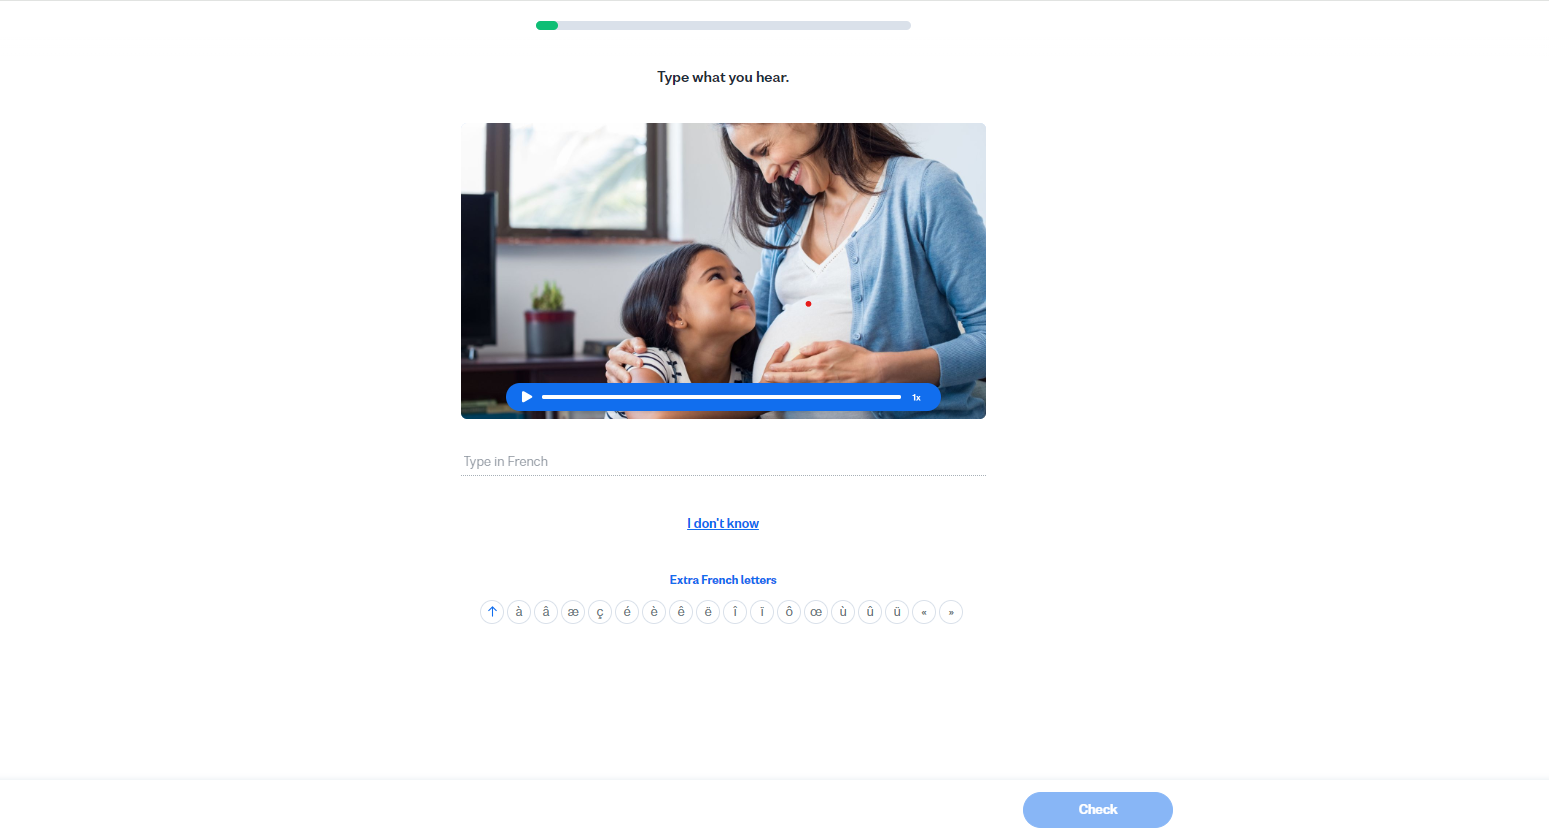 Type what you hear.
1x
Type in French
I don't know
Extra French letters
↑ à â æ ç é è ê ë î ï ô œ ù û ü « »
Check